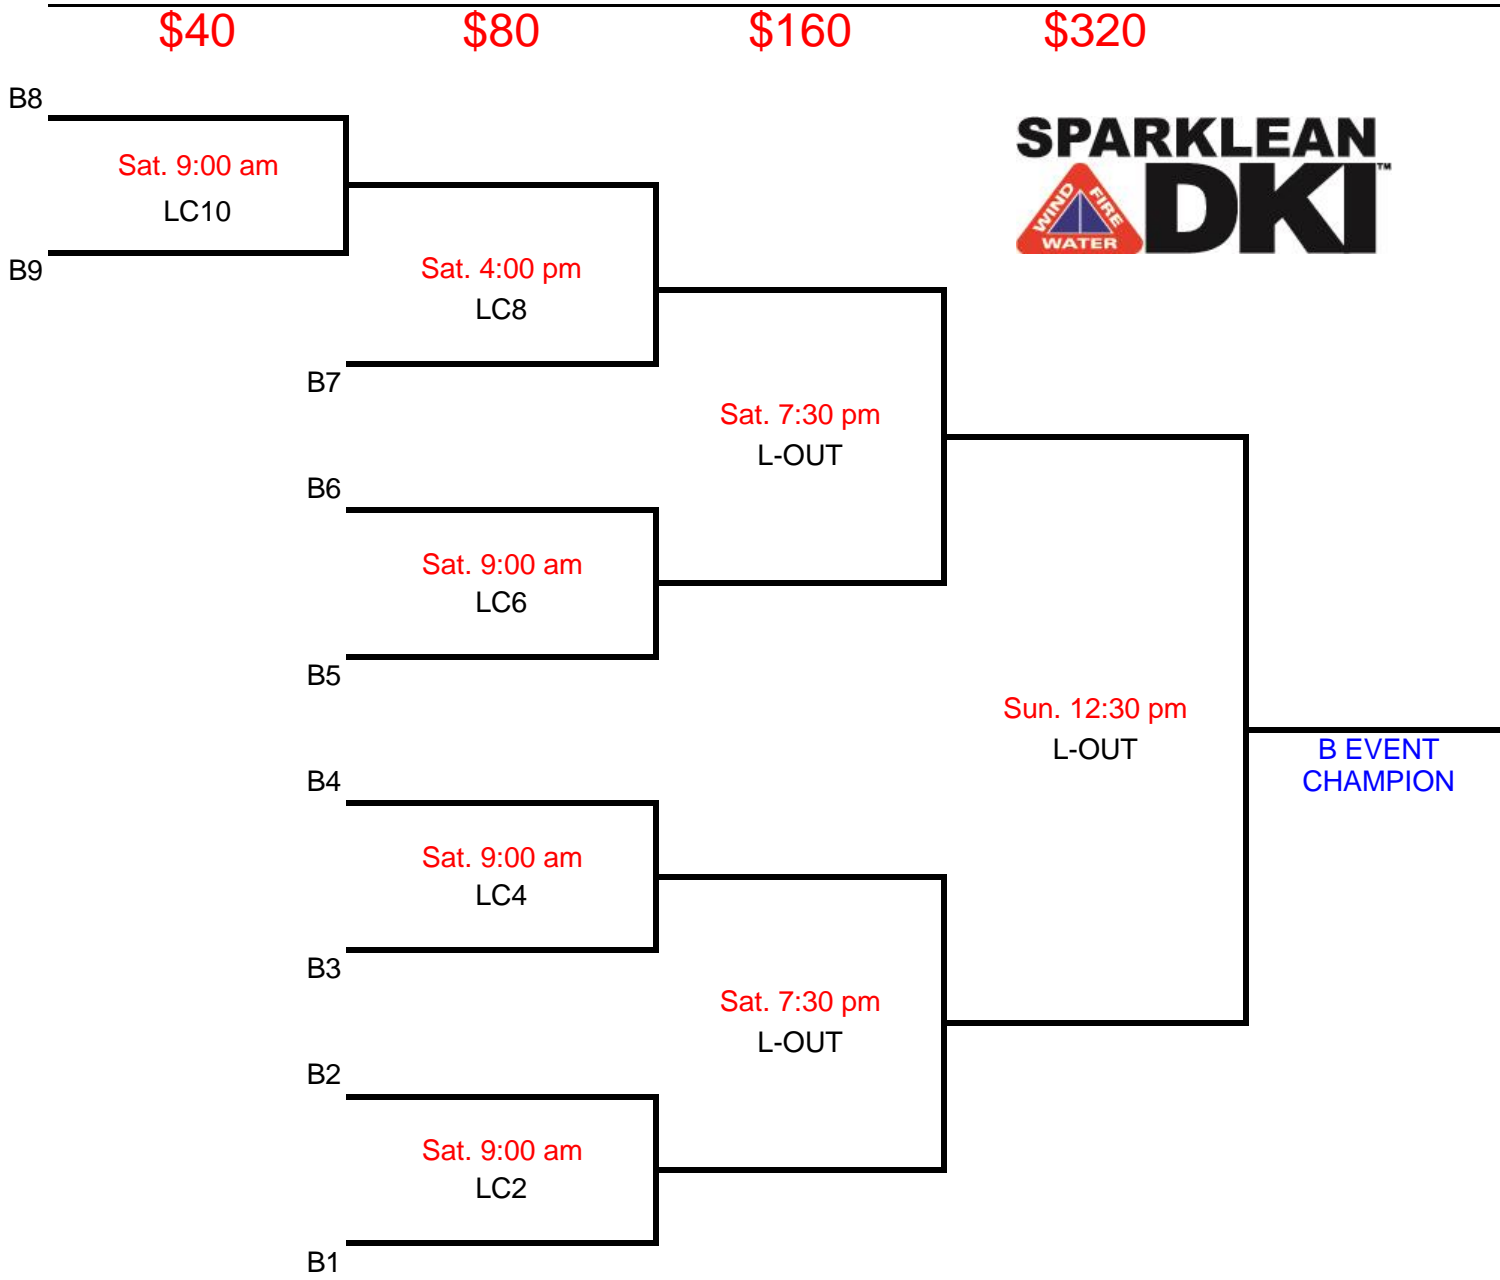 $40 $80 $160 $320
B8
SPARKLEAN
WIND FIRE WATER DKI™
Sat. 9:00 am
LC10
B9
Sat. 4:00 pm
LC8
B7
Sat. 7:30 pm
L-OUT
B6
Sat. 9:00 am
LC6
B5
Sun. 12:30 pm
L-OUT
B EVENT
CHAMPION
B4
Sat. 9:00 am
LC4
B3
Sat. 7:30 pm
L-OUT
B2
Sat. 9:00 am
LC2
B1